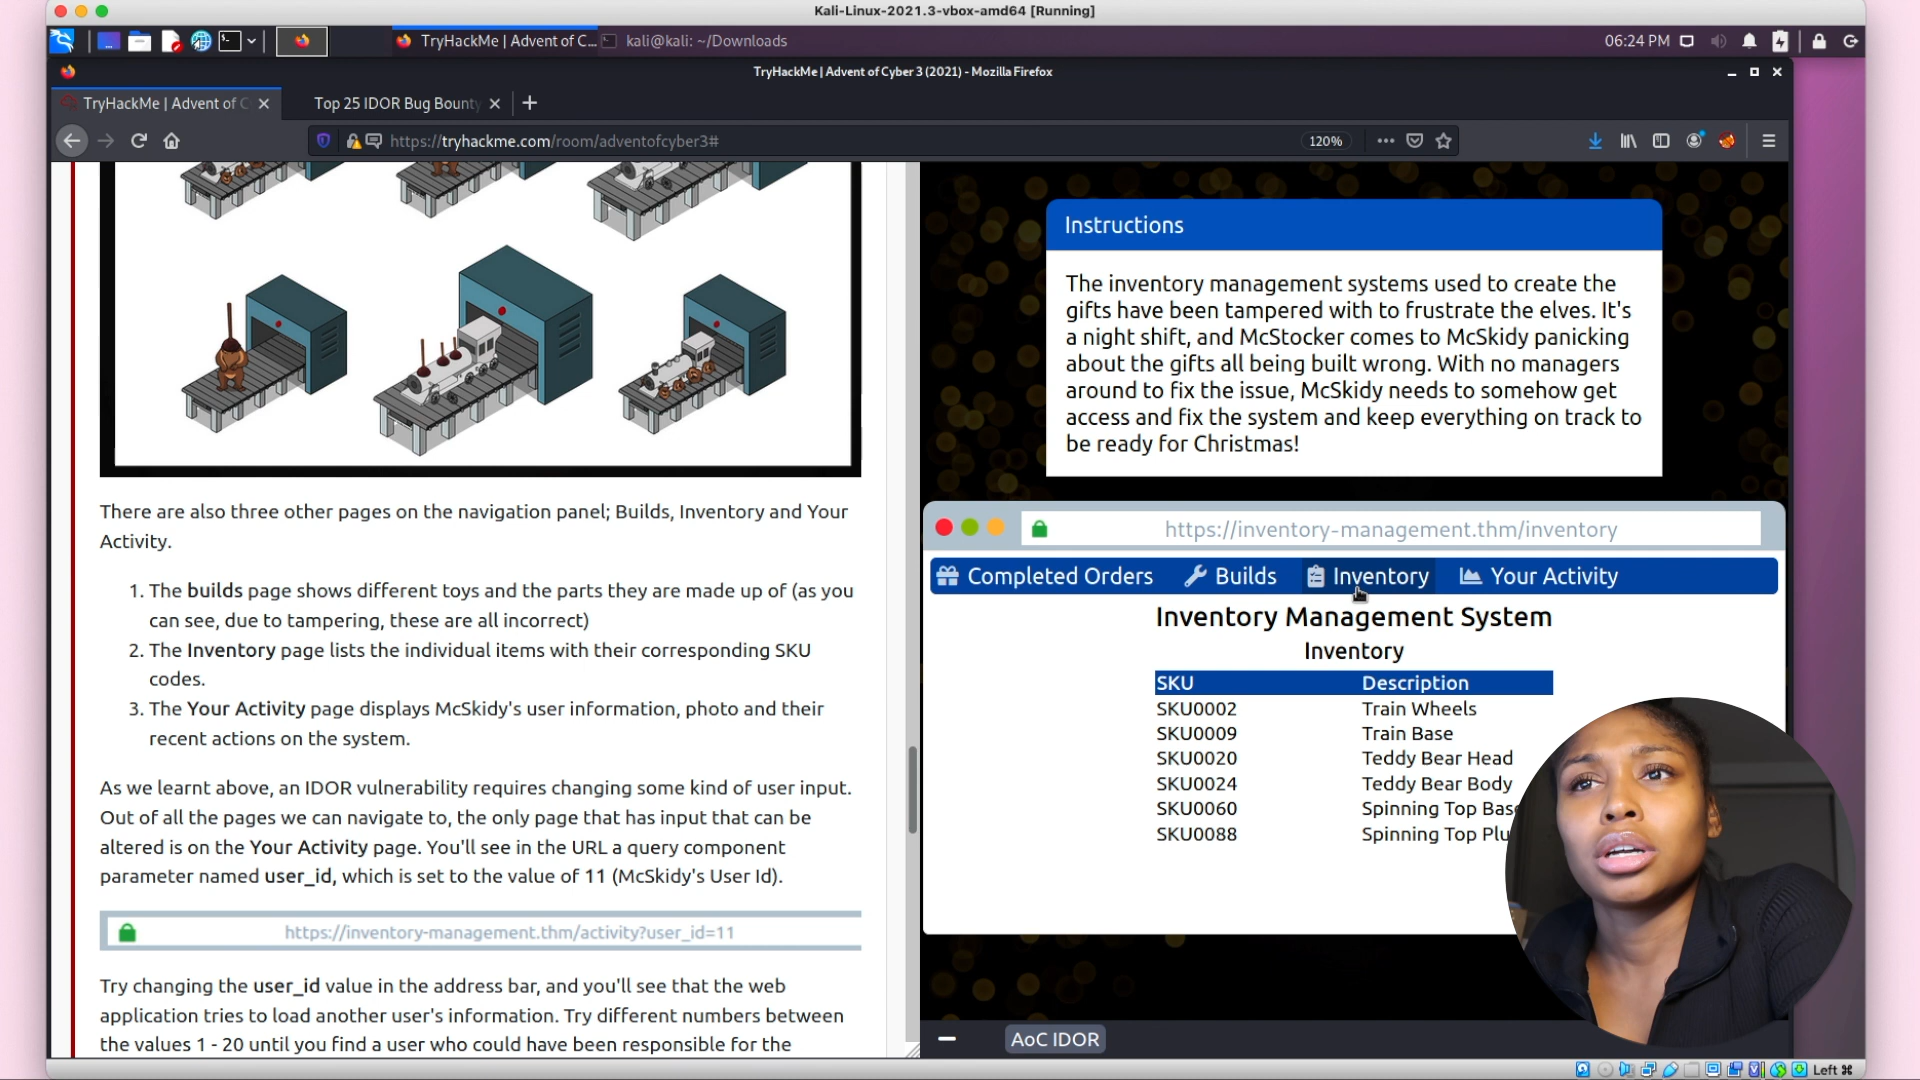 Kali-Linux-2021.3-vbox-amd64 [Running]
TryHackMe | Advent of C...
kali@kali: ~/Downloads
06:24 PM
TryHackMe | Advent of Cyber 3 (2021) - Mozilla Firefox
TryHackMe | Advent of C
Top 25 IDOR Bug Bounty
https://tryhackme.com/room/adventofcyber3#
120%
There are also three other pages on the navigation panel; Builds, Inventory and Your
Activity.
1. The builds page shows different toys and the parts they are made up of (as you
can see, due to tampering, these are all incorrect)
2. The Inventory page lists the individual items with their corresponding SKU
codes.
3. The Your Activity page displays McSkidy's user information, photo and their
recent actions on the system.
As we learnt above, an IDOR vulnerability requires changing some kind of user input.
Out of all the pages we can navigate to, the only page that has input that can be
altered is on the Your Activity page. You'll see in the URL a query component
parameter named user_id, which is set to the value of 11 (McSkidy's User Id).
https://inventory-management.thm/activity?user_id=11
Try changing the user_id value in the address bar, and you'll see that the web
application tries to load another user's information. Try different numbers between
the values 1 - 20 until you find a user who could have been responsible for the
Instructions
The inventory management systems used to create the
gifts have been tampered with to frustrate the elves. It's
a night shift, and McStocker comes to McSkidy panicking
about the gifts all being built wrong. With no managers
around to fix the issue, McSkidy needs to somehow get
access and fix the system and keep everything on track to
be ready for Christmas!
https://inventory-management.thm/inventory
Completed Orders
Builds
Inventory
Your Activity
Inventory Management System
Inventory
SKU Description
SKU0002 Train Wheels
SKU0009 Train Base
SKU0020 Teddy Bear Head
SKU0024 Teddy Bear Body
SKU0060 Spinning Top Bas
SKU0088 Spinning Top Plu
AoC IDOR
Left ⌘